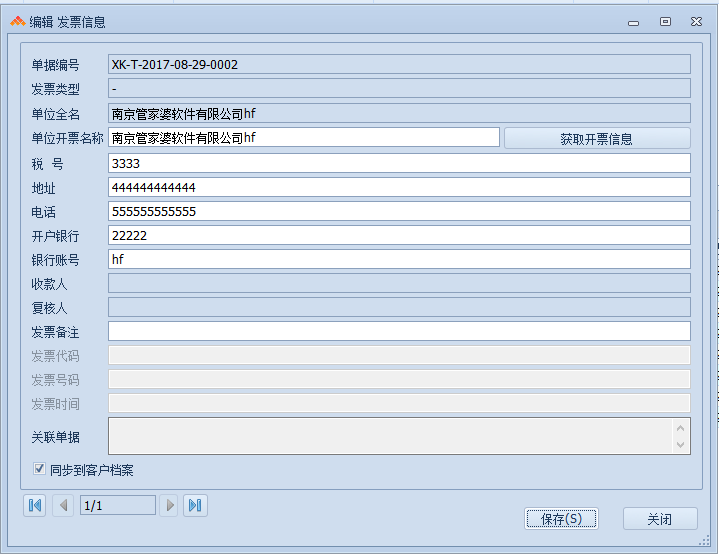 编辑 发票信息
单据编号 XK-T-2017-08-29-0002
发票类型 -
单位全名 南京管家婆软件有限公司hf
单位开票名称 南京管家婆软件有限公司hf 获取开票信息
税 号 3333
地址 444444444444
电话 555555555555
开户银行 22222
银行账号 hf
收款人
复核人
发票备注
发票代码
发票号码
发票时间
关联单据
同步到客户档案
1/1
保存(S) 关闭